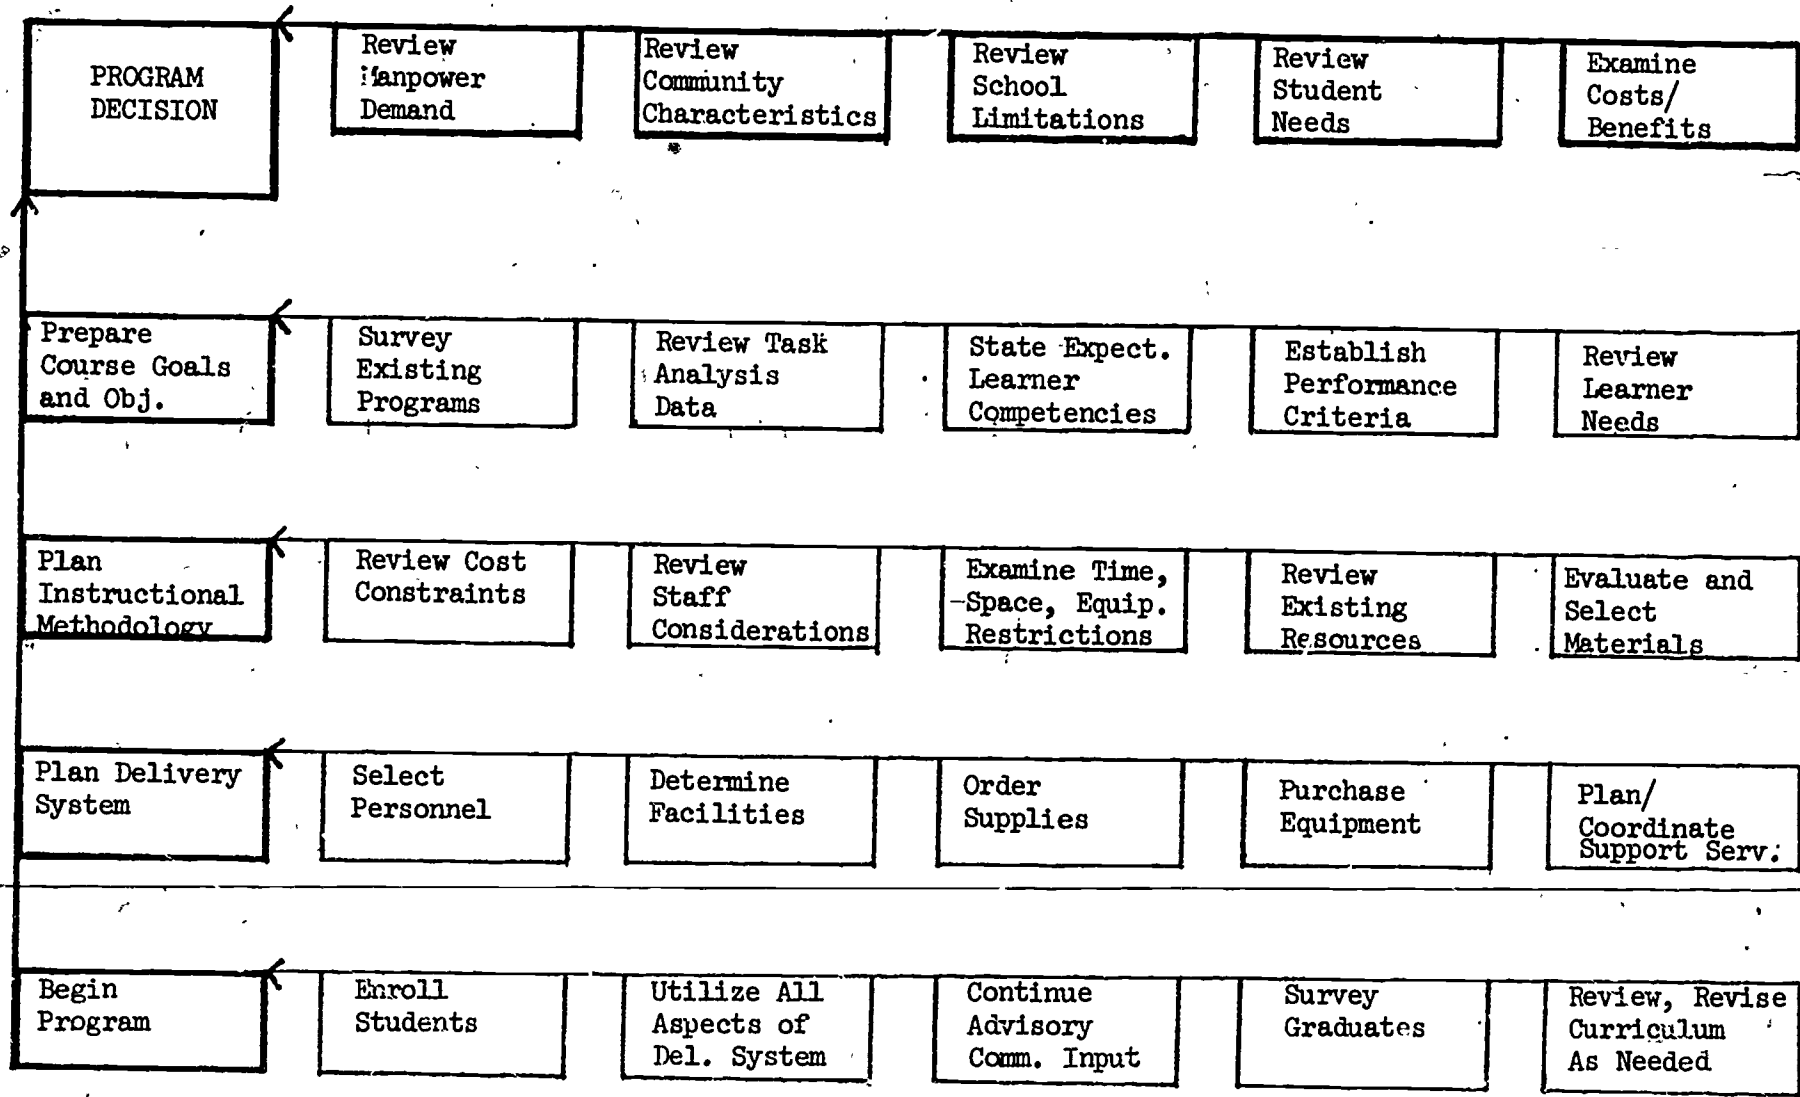 PROGRAM
DECISION
Review
Manpower
Demand
Review
Community
Characteristics
Review
School
Limitations
Review
Student
Needs
Examine
Costs/
Benefits
Prepare
Course Goals
and Obj.
Survey
Existing
Programs
Review Task
Analysis
Data
State Expect.
Learner
Competencies
Establish
Performance
Criteria
Review
Learner
Needs
Plan
Instructional
Methodology
Review Cost
Constraints
Review
Staff
Considerations
Examine Time,
Space, Equip.
Restrictions
Review
Existing
Resources
Evaluate and
Select
Materials
Plan Delivery
System
Select
Personnel
Determine
Facilities
Order
Supplies
Purchase
Equipment
Plan/
Coordinate
Support Serv.
Begin
Program
Enroll
Students
Utilize All
Aspects of
Del. System
Continue
Advisory
Comm. Input
Survey
Graduates
Review, Revise
Curriculum
As Needed